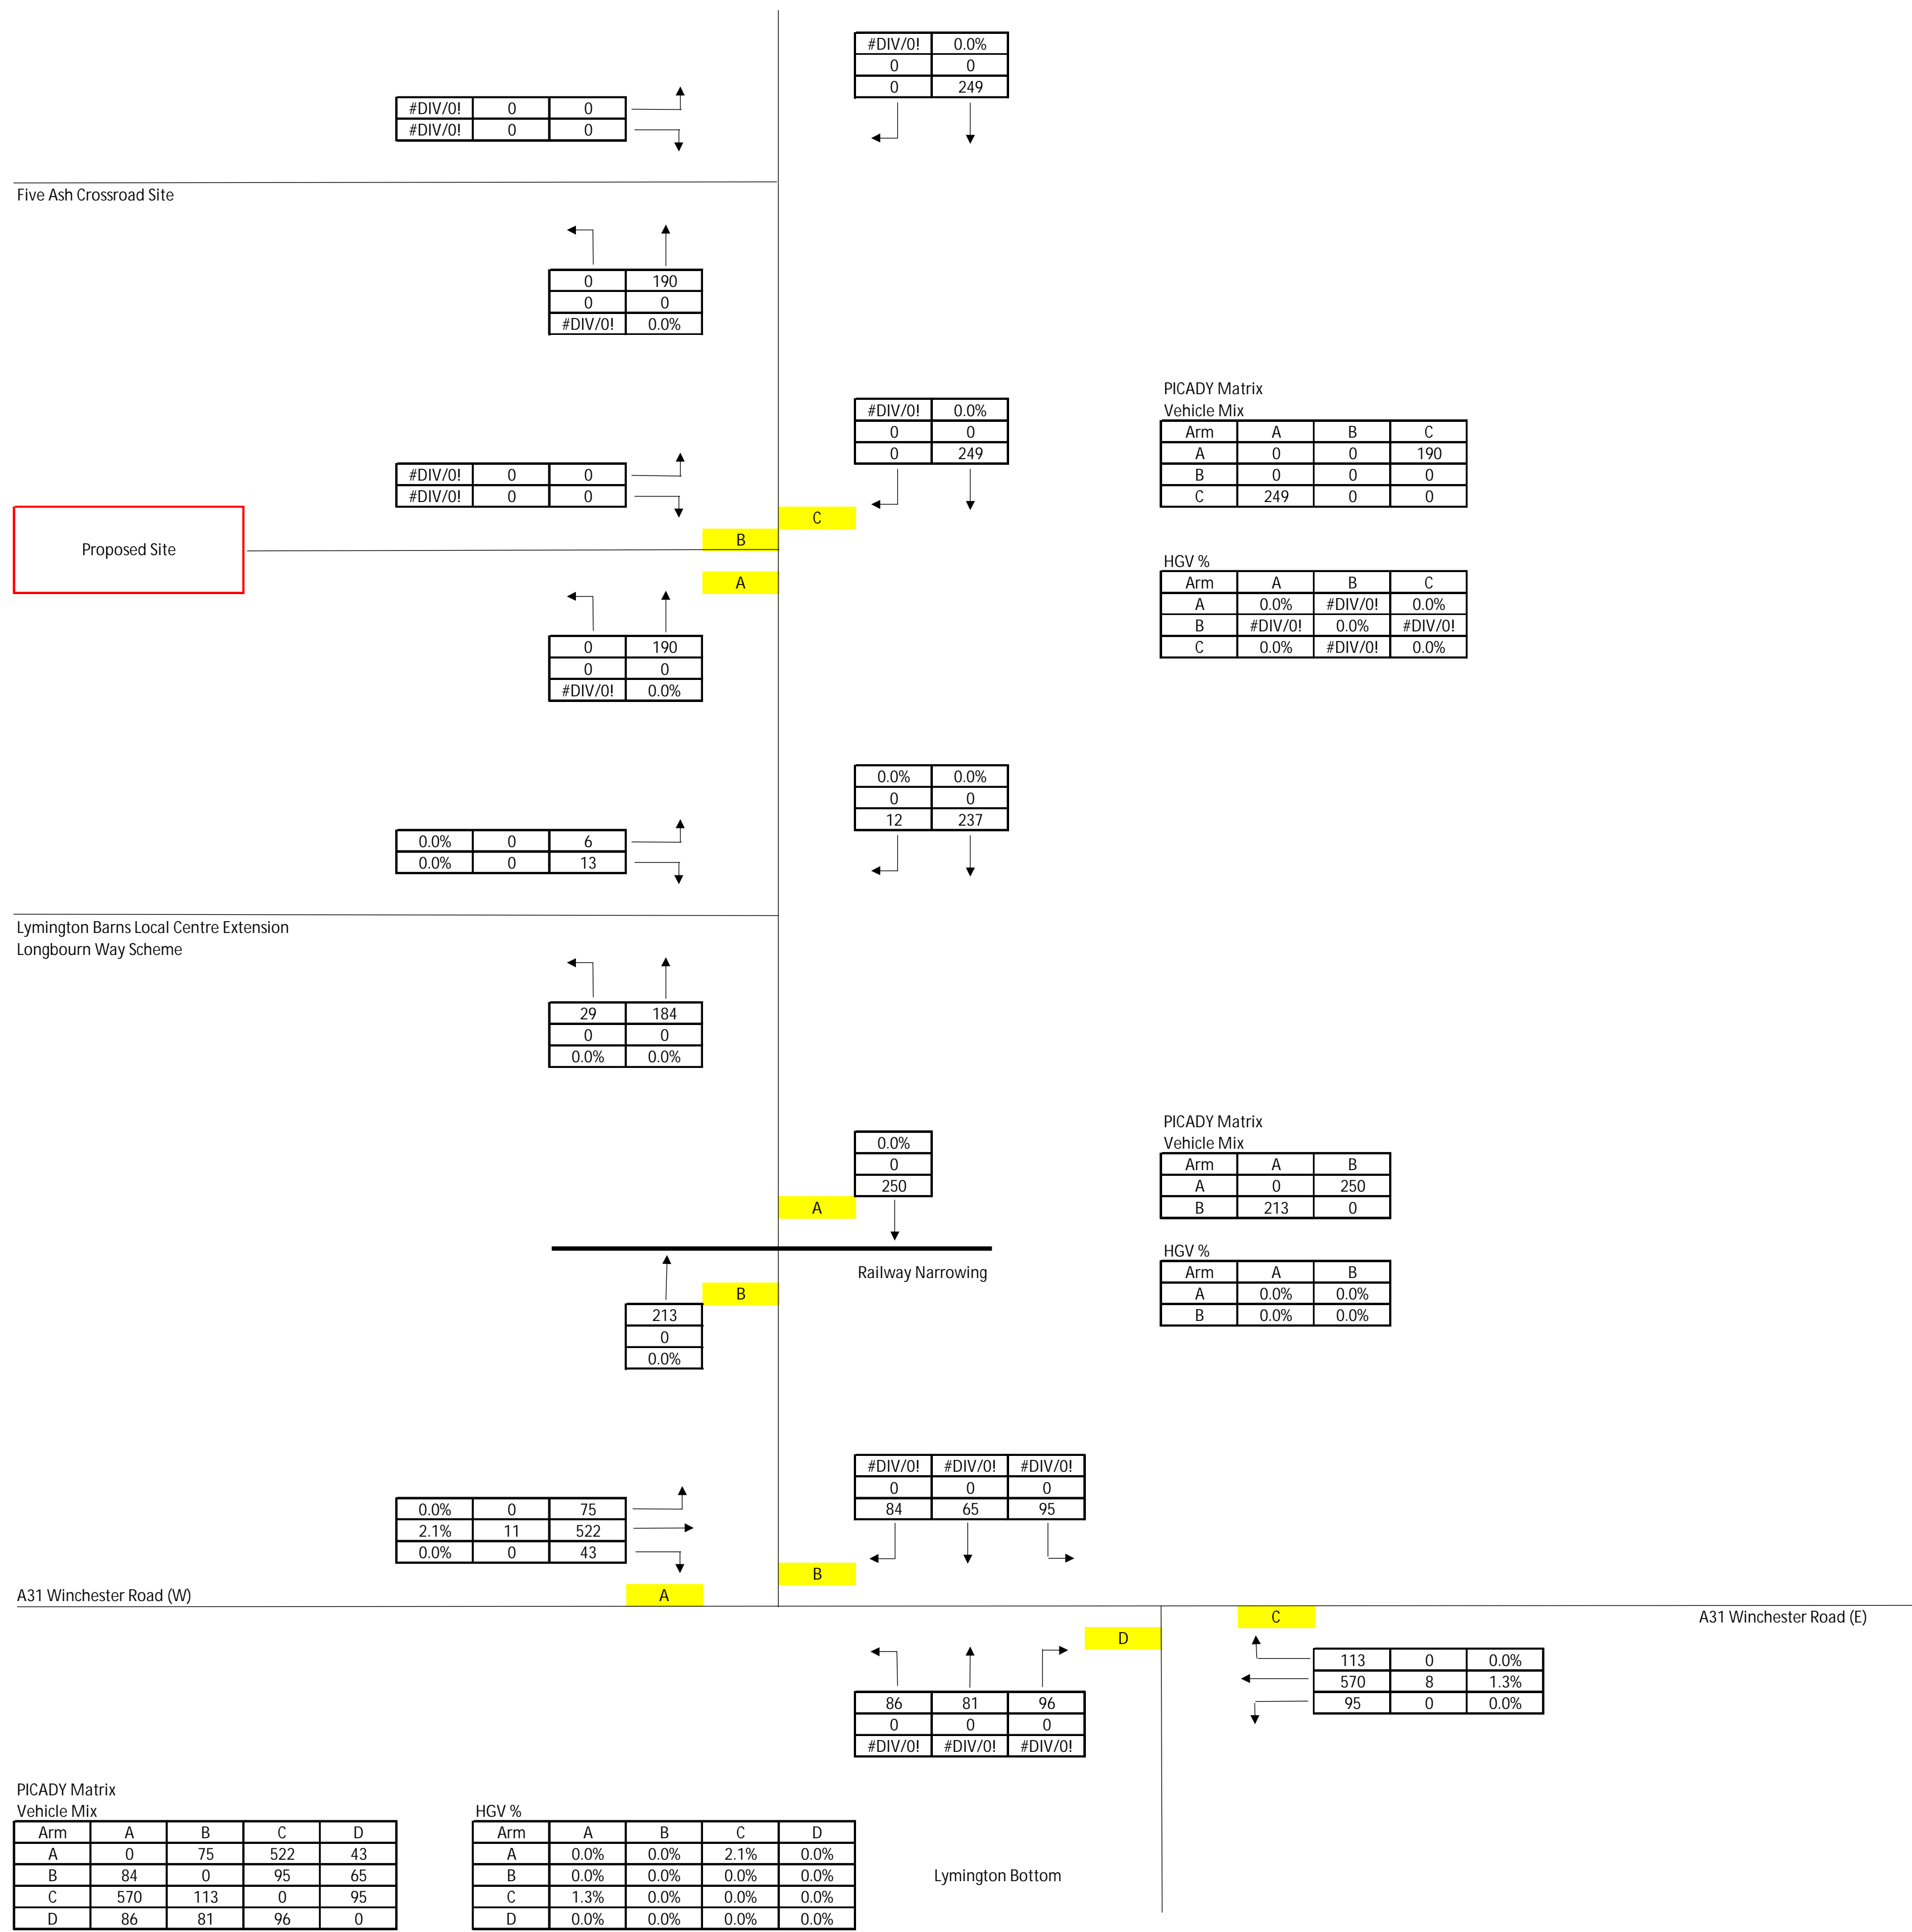 #DIV/0! 0.0%
0 0
0 249
#DIV/0! 0 0
#DIV/0! 0 0
Five Ash Crossroad Site
0 190
0 0
#DIV/0! 0.0%
PICADY Matrix
Vehicle Mix
Arm A B C
A 0 0 190
B 0 0 0
C 249 0 0
#DIV/0! 0.0%
0 0
0 249
#DIV/0! 0 0
#DIV/0! 0 0
C
B
Proposed Site
A
HGV %
Arm A B C
A 0.0% #DIV/0! 0.0%
B #DIV/0! 0.0% #DIV/0!
C 0.0% #DIV/0! 0.0%
0 190
0 0
#DIV/0! 0.0%
0.0% 0.0%
0 0
12 237
0.0% 0 6
0.0% 0 13
Lymington Barns Local Centre Extension
Longbourn Way Scheme
29 184
0 0
0.0% 0.0%
PICADY Matrix
Vehicle Mix
Arm A B
A 0 250
B 213 0
0.0%
0
250
A
HGV %
Arm A B
A 0.0% 0.0%
B 0.0% 0.0%
Railway Narrowing
B
213
0
0.0%
#DIV/0! #DIV/0! #DIV/0!
0 0 0
84 65 95
0.0% 0 75
2.1% 11 522
0.0% 0 43
B
A31 Winchester Road (W)
A
C
A31 Winchester Road (E)
D
113 0 0.0%
570 8 1.3%
95 0 0.0%
86 81 96
0 0 0
#DIV/0! #DIV/0! #DIV/0!
PICADY Matrix
Vehicle Mix
Arm A B C D
A 0 75 522 43
B 84 0 95 65
C 570 113 0 95
D 86 81 96 0
HGV %
Arm A B C D
A 0.0% 0.0% 2.1% 0.0%
B 0.0% 0.0% 0.0% 0.0%
C 1.3% 0.0% 0.0% 0.0%
D 0.0% 0.0% 0.0% 0.0%
Lymington Bottom